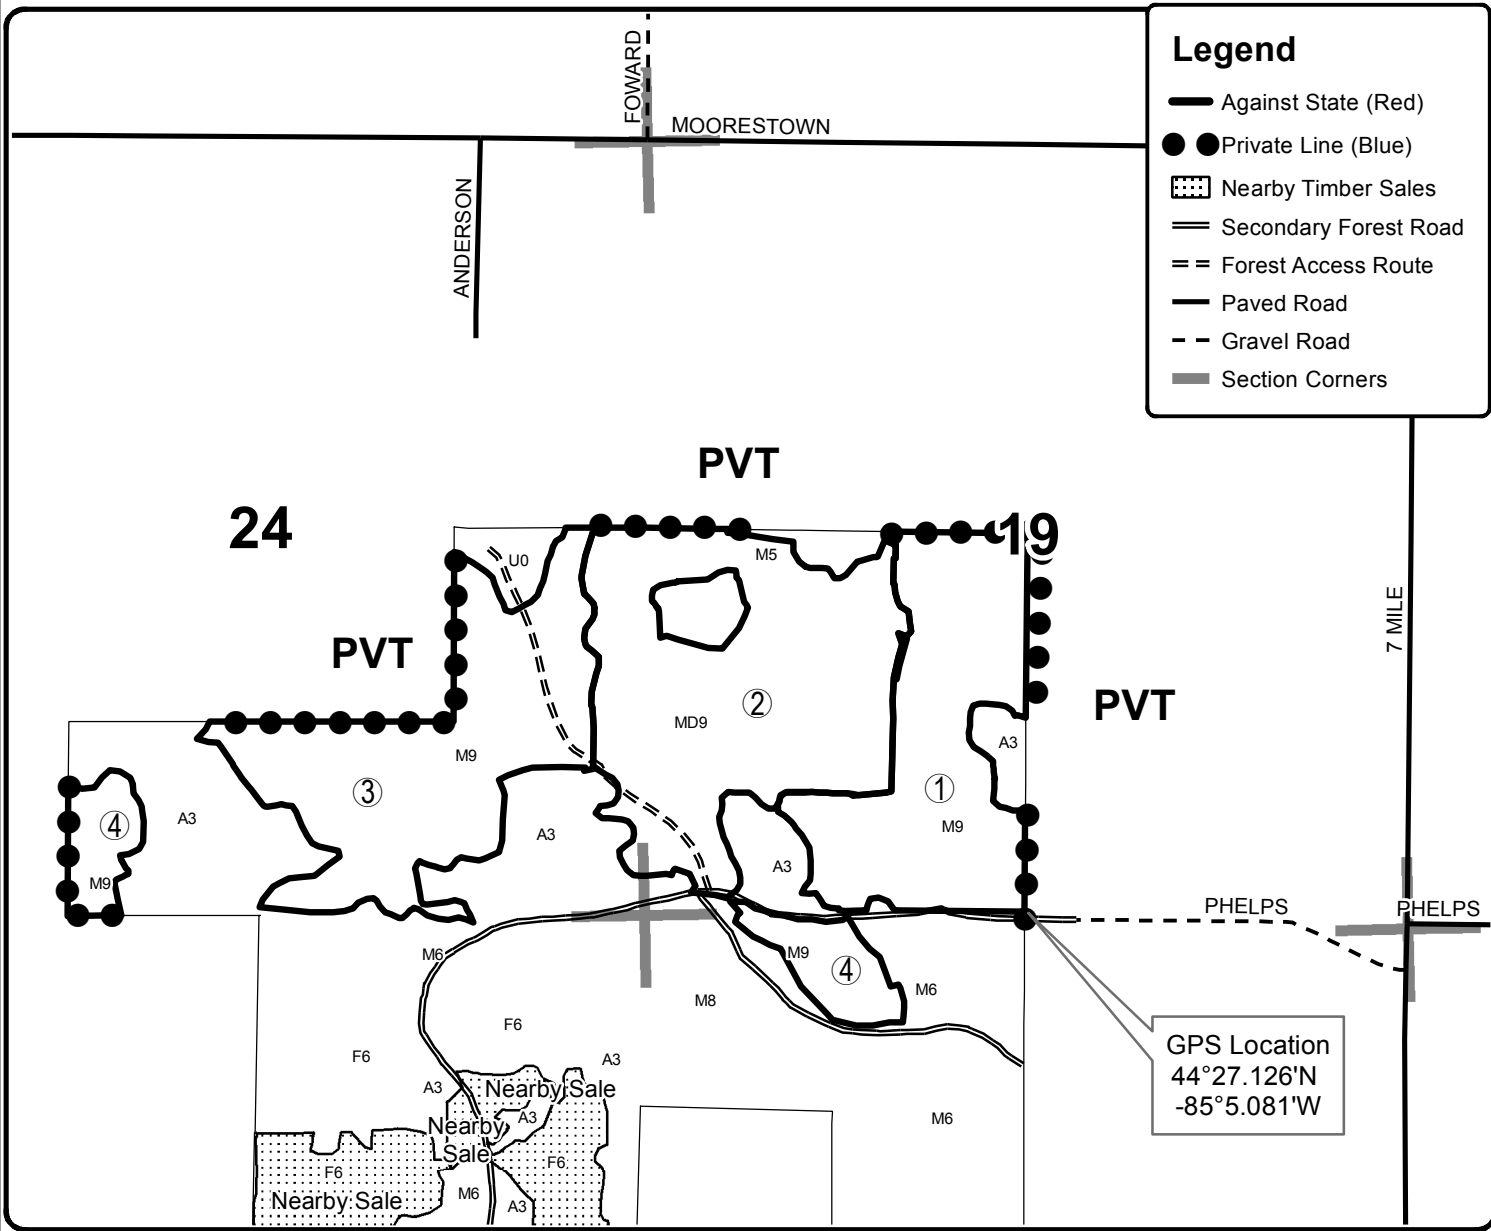 Legend
Against State (Red)
Private Line (Blue)
Nearby Timber Sales
Secondary Forest Road
Forest Access Route
Paved Road
Gravel Road
Section Corners
FOWARD
MOORESTOWN
ANDERSON
PVT
24
19
U0
M5
7 MILE
PVT
PVT
2
MD9
A3
M9
3
1
4
A3
A3
M9
A3
M9
PHELPS
PHELPS
M6
M9
4
M6
M8
F6
GPS Location
44°27.126'N
-85°5.081'W
F6
A3
A3
Nearby Sale
A3
Nearby
Sale
M6
F6
F6
M6
Nearby Sale
A3